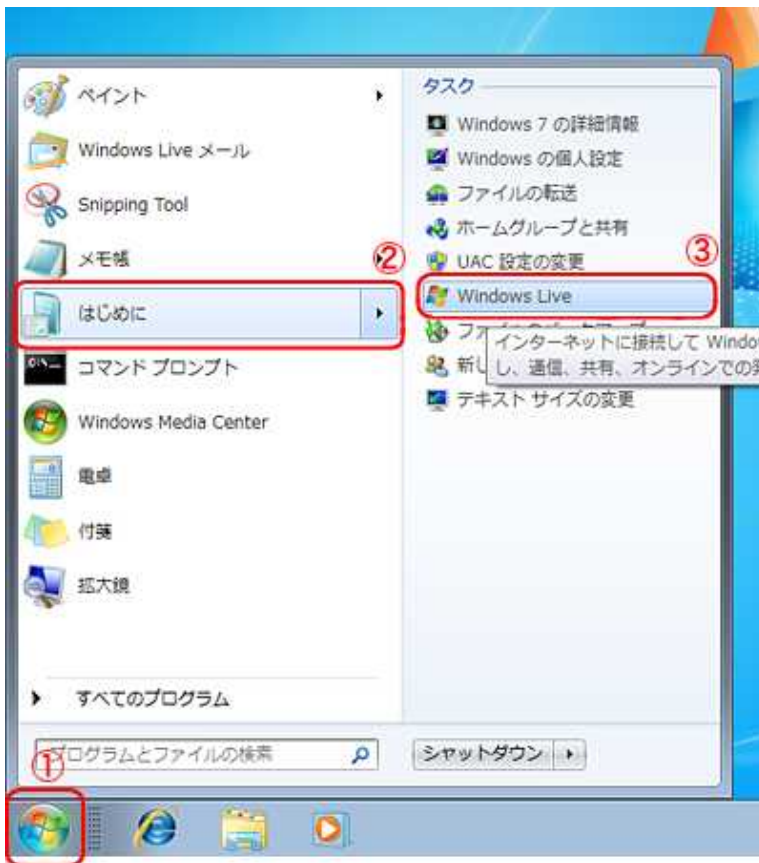 ペイント
Windows Live メール
Snipping Tool
メモ帳
②
はじめに
コマンド プロンプト
Windows Media Center
電卓
付箋
拡大鏡
すべてのプログラム
プログラムとファイルの検索
①
タスク
Windows 7 の詳細情報
Windows の個人設定
ファイルの転送
ホームグループと共有
③
UAC 設定の変更
Windows Live
インターネットに接続して
し、通信、共有、オンラインでの
新し
テキスト サイズの変更
シャットダウン